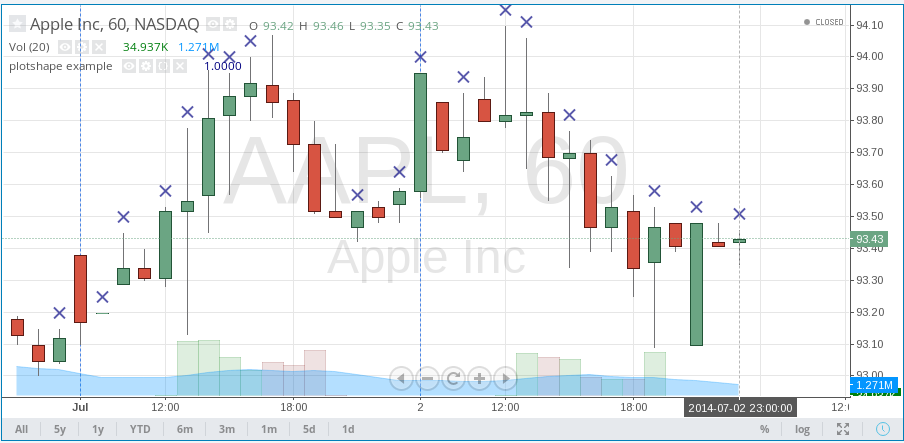 Apple Inc, 60, NASDAQ O 93.42 H 93.46 L 93.35 C 93.43
CLOSED
Vol (20) 34.937K 1.271M
plotshape example 1.0000
AAPL, 60
Apple Inc
94.10
94.00
93.90
93.80
93.70
93.60
93.50
93.43
93.40
93.30
93.20
93.10
93.00
1.271M
Jul 12:00 18:00 2 12:00 18:00 2014-07-02 23:00:00 12:
All 5y 1y YTD 6m 3m 1m 5d 1d % log